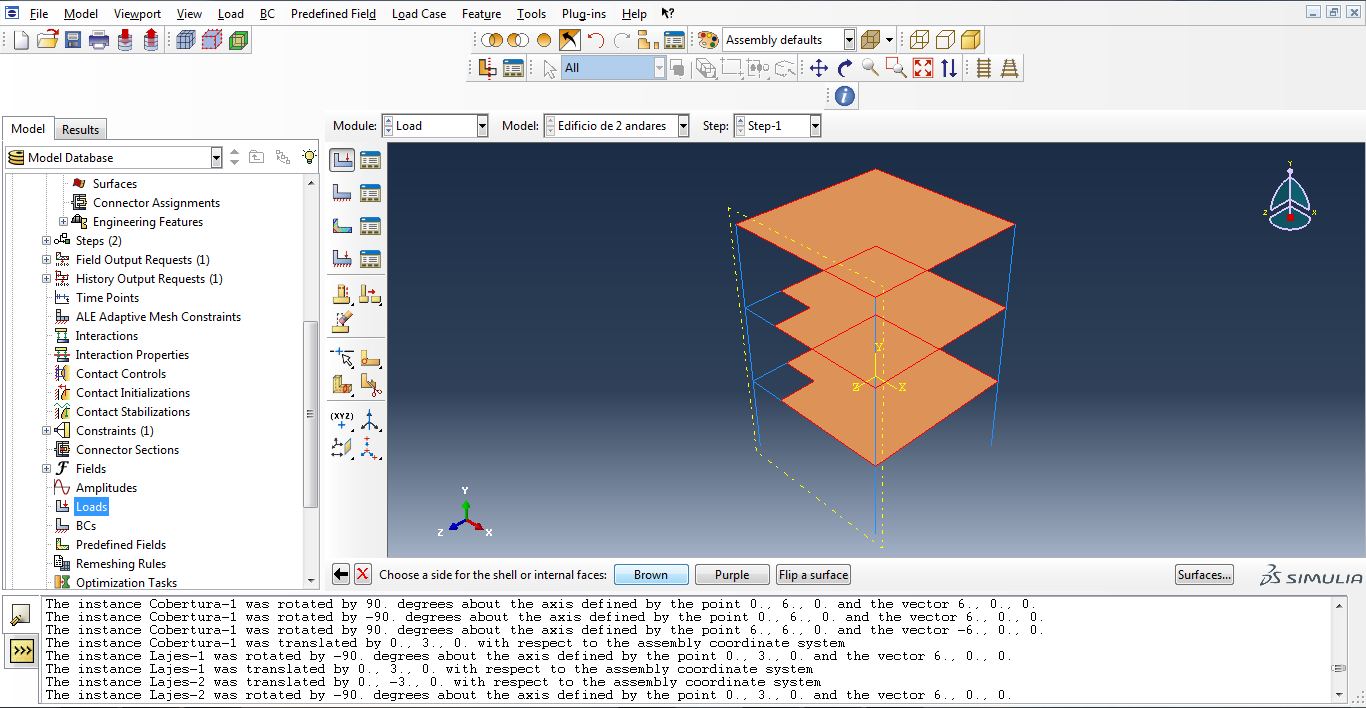 File Model Viewport View Load BC Predefined Field Load Case Feature Tools Plug-ins Help
Assembly defaults
All
Model Results
Module: Load Model: Edificio de 2 andares Step: Step-1
Model Database
Surfaces
Connector Assignments
Engineering Features
Steps (2)
Field Output Requests (1)
History Output Requests (1)
Time Points
ALE Adaptive Mesh Constraints
Interactions
Interaction Properties
Contact Controls
Contact Initializations
Contact Stabilizations
Constraints (1)
Connector Sections
Fields
Amplitudes
Loads
BCs
Predefined Fields
Remeshing Rules
Optimization Tasks
(XYZ)
Y
Z X
Y
Z X
Y
Z X
Choose a side for the shell or internal faces: Brown Purple Flip a surface Surfaces... SIMULIA
The instance Cobertura-1 was rotated by 90. degrees about the axis defined by the point 0., 6., 0. and the vector 6., 0., 0.
The instance Cobertura-1 was rotated by -90. degrees about the axis defined by the point 0., 6., 0. and the vector 6., 0., 0.
The instance Cobertura-1 was rotated by 90. degrees about the axis defined by the point 6., 6., 0. and the vector -6., 0., 0.
The instance Cobertura-1 was translated by 0., 3., 0. with respect to the assembly coordinate system
The instance Lajes-1 was rotated by -90. degrees about the axis defined by the point 0., 3., 0. and the vector 6., 0., 0.
The instance Lajes-1 was translated by 0., 3., 0. with respect to the assembly coordinate system
The instance Lajes-2 was translated by 0., -3., 0. with respect to the assembly coordinate system
The instance Lajes-2 was rotated by -90. degrees about the axis defined by the point 0., 3., 0. and the vector 6., 0., 0.